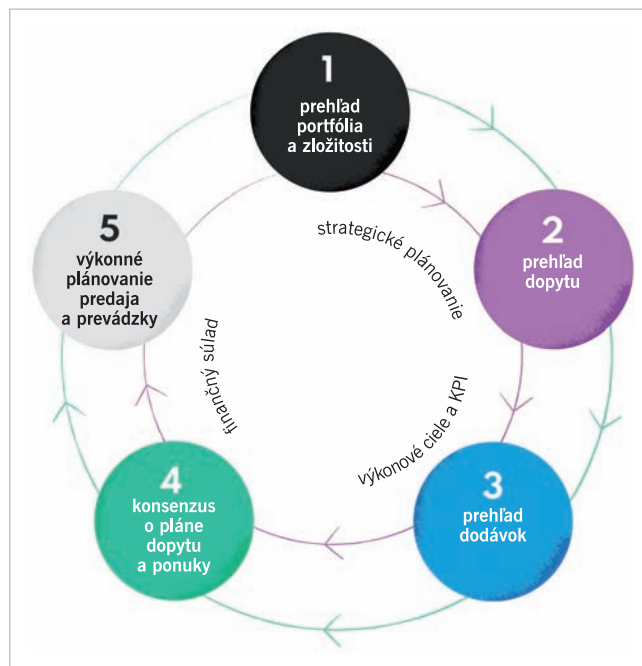 1
prehľad
portfólia
a zložitosti
2
prehľad
dopytu
3
prehľad
dodávok
4
konsenzus
o pláne
dopytu
a ponuky
5
výkonné
plánovanie
predaja
a prevádzky
strategické plánovanie
výkonové ciele a KPI
finančný súlad